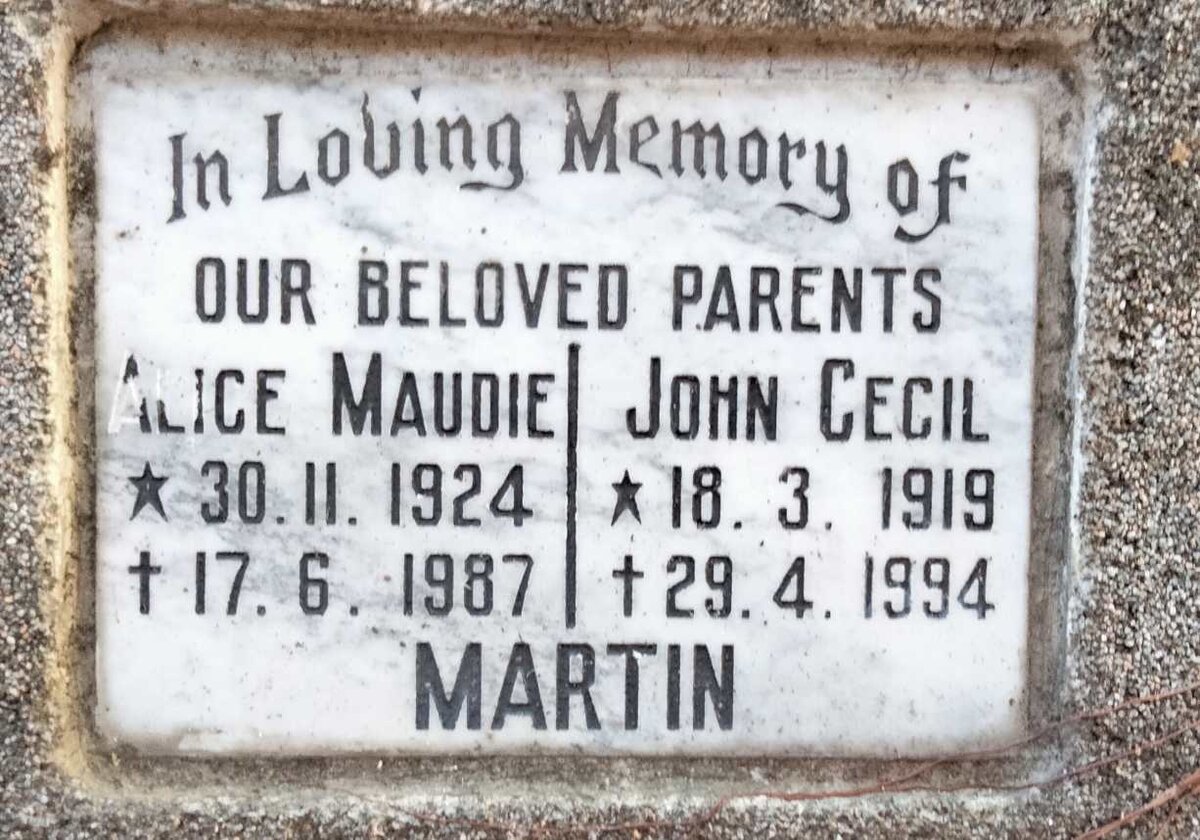 In Loving Memory of
OUR BELOVED PARENTS
ALICE MAUDIE
★ 30.11.1924
† 17.6.1987
JOHN CECIL
★ 18.3.1919
† 29.4.1994
MARTIN